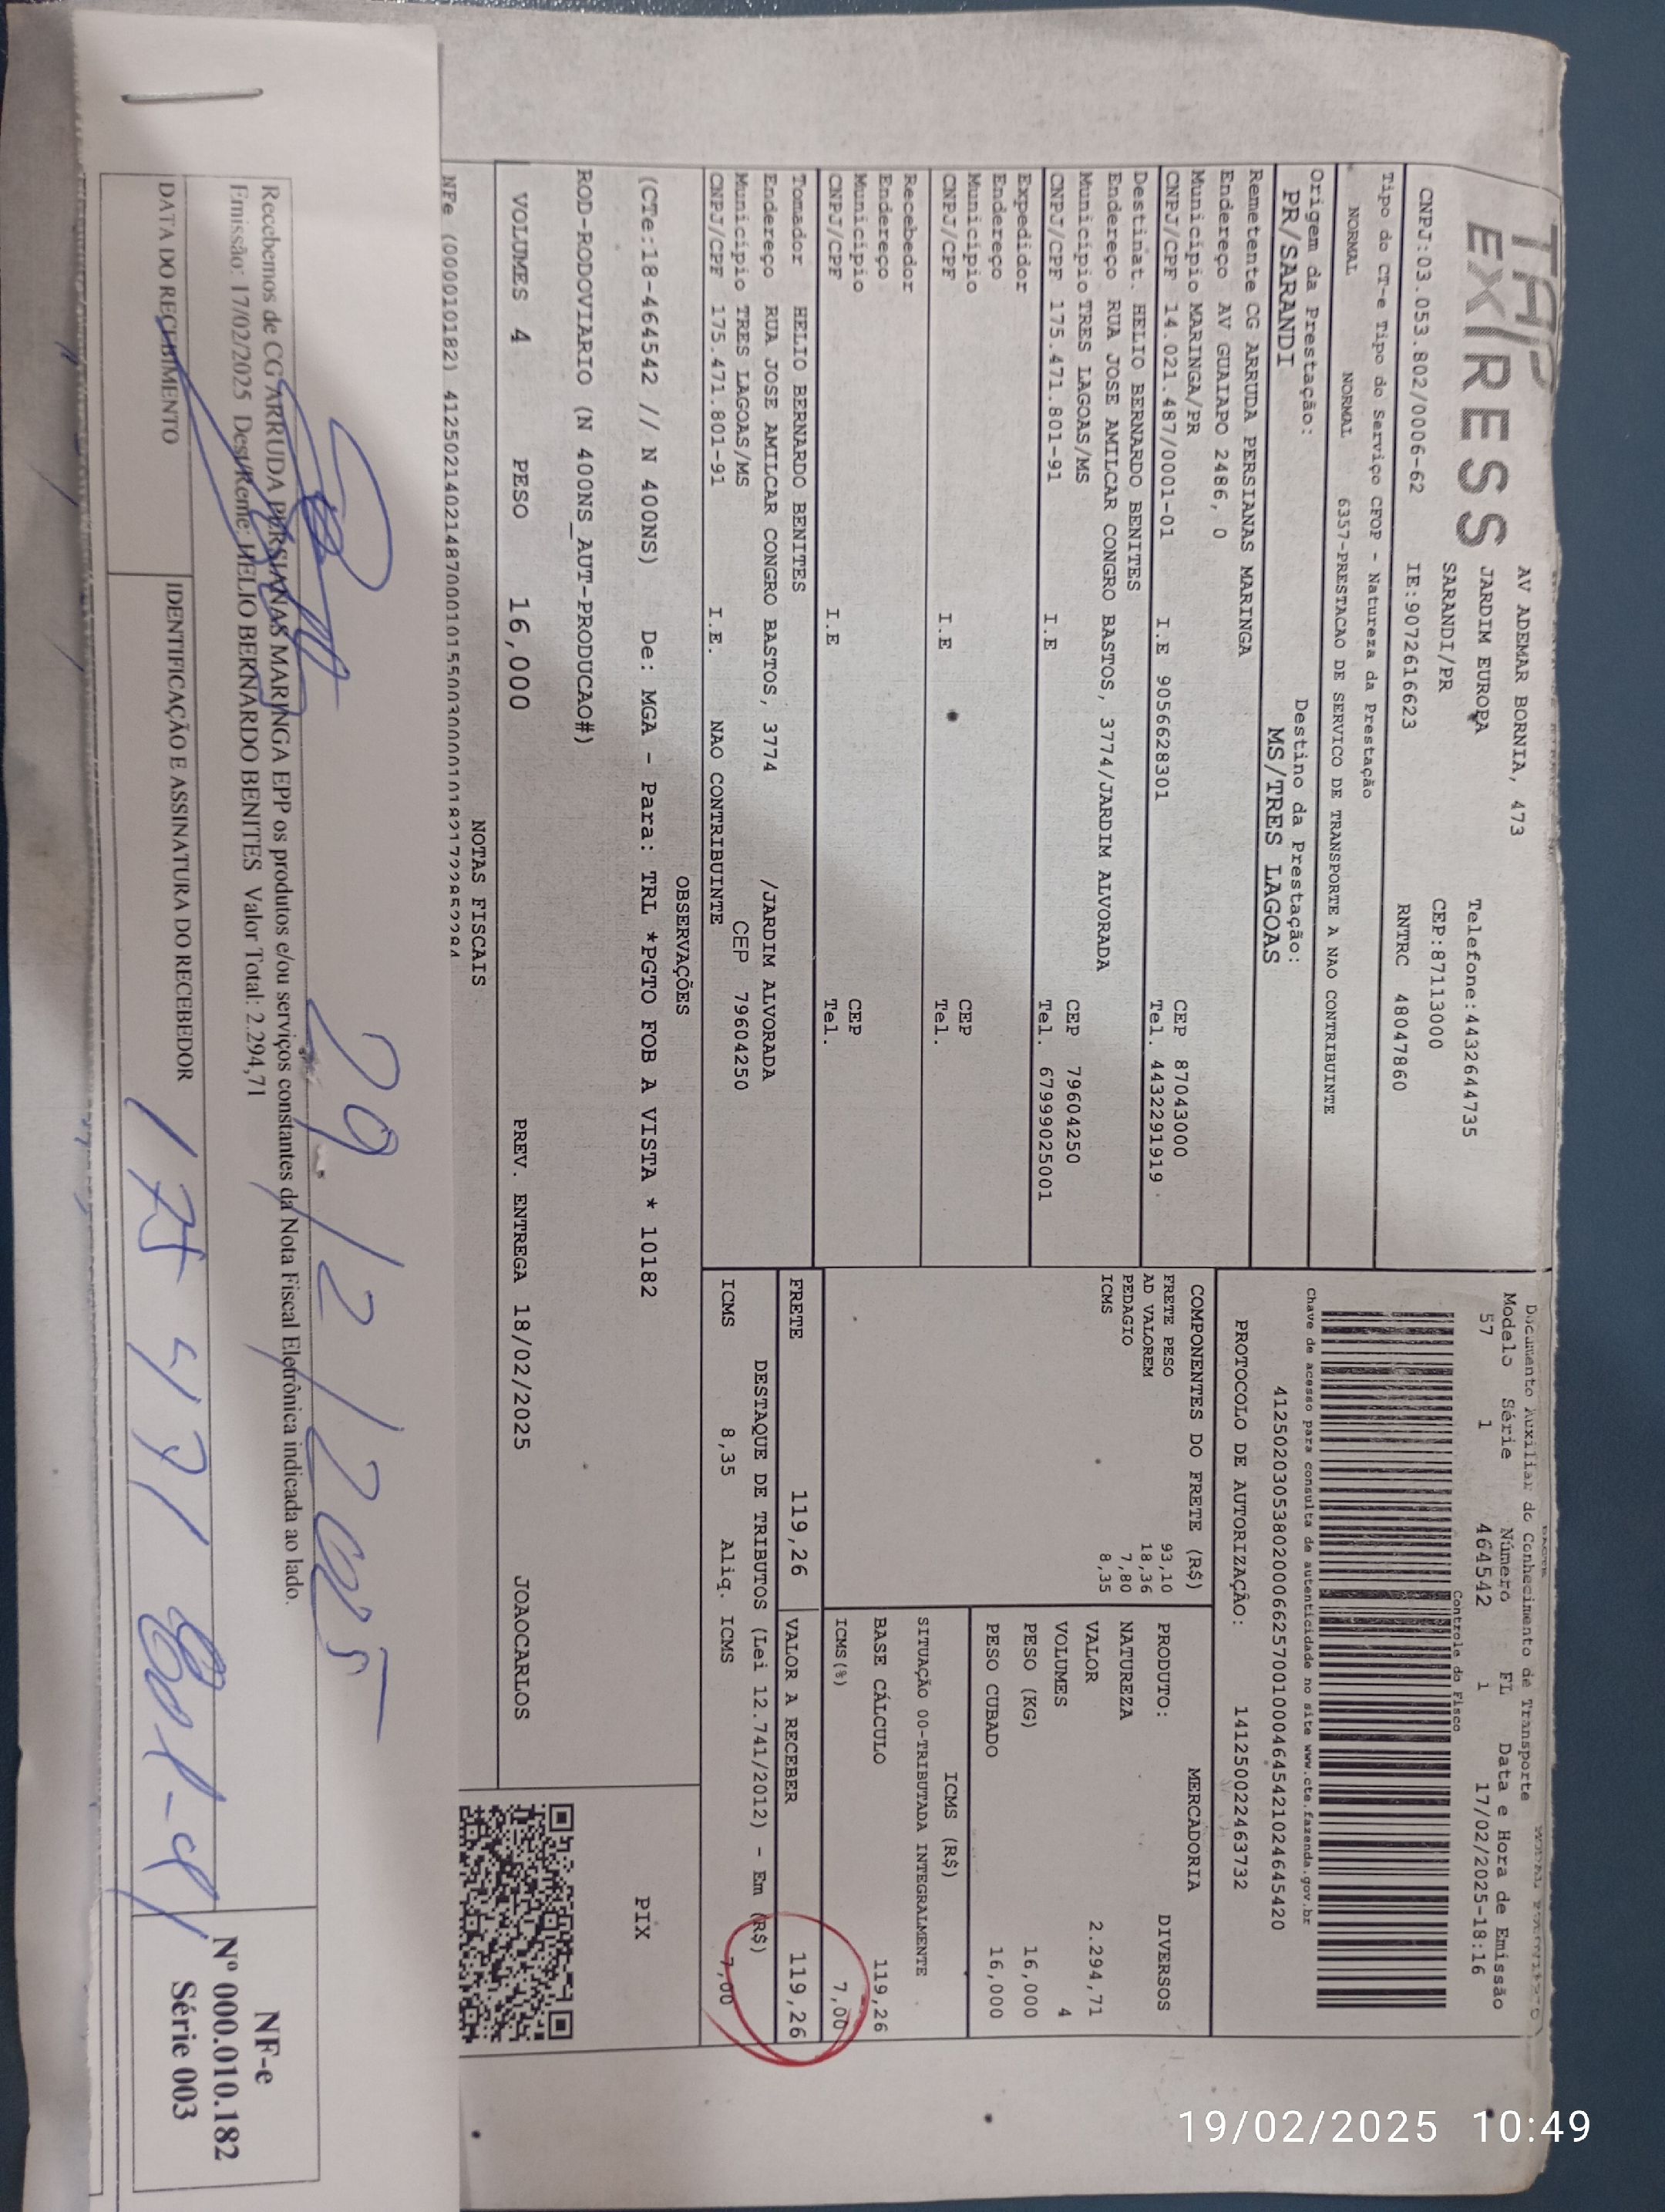 TAP
EXPRESS
AV ADEMAR BORNIA, 473
JARDIM EUROPA
Telefone:4432644735
SARANDI/PR
CEP:87113000
CNPJ:03.053.802/0006-62
IE:9072616623
RNTRC 48047860
Documento Auxiliar do Conhecimento de Transporte
Modelo Série Número FL Data e Hora de Emissão
57 1 464542 1 17/02/2025-18:16
Controle do Fisco
Chave de acesso para consulta de autenticidade no site www.cte.fazenda.gov.br
PROTOCOLO DE AUTORIZAÇÃO: 141250022463732
Tipo do CT-e Tipo do Serviço CFOP - Natureza da Prestação
NORMAL NORMAL 6357-PRESTACAO DE SERVICO DE TRANSPORTE A NAO CONTRIBUINTE
Origem da Prestação:
PR/SARANDI
Destino da Prestação:
MS/TRES LAGOAS
Remetente CG ARRUDA PERSIANAS MARINGA
Endereço AV GUAIAPO 2486, 0
Município MARINGA/PR
CEP 87043000
CNPJ/CPF 14.021.487/0001-01 I.E 9056628301 Tel. 4432291919
Destinat. HELIO BERNARDO BENITES
Endereço RUA JOSE AMILCAR CONGRO BASTOS, 3774/JARDIM ALVORADA
Município TRES LAGOAS/MS CEP 79604250
CNPJ/CPF 175.471.801-91 I.E Tel. 67999025001
Expedidor
Endereço
Município CEP
CNPJ/CPF I.E Tel.
Recebedor
Endereço
Município CEP
CNPJ/CPF I.E Tel.
Tomador HELIO BERNARDO BENITES
Endereço RUA JOSE AMILCAR CONGRO BASTOS, 3774 /JARDIM ALVORADA
Municipio TRES LAGOAS/MS CEP 79604250
CNPJ/CPF 175.471.801-91 I.E. NAO CONTRIBUINTE
COMPONENTES DO FRETE (R$)
FRETE PESO 93,10
AD VALOREM 18,36
PEDAGIO 7,80
ICMS 8,35
MERCADORIA
PRODUTO: DIVERSOS
NATUREZA
VALOR 2.294,71
VOLUMES 4
PESO (KG) 16,000
PESO CUBADO 16,000
ICMS (R$)
SITUAÇÃO 00-TRIBUTADA INTEGRALMENTE
BASE CÁLCULO 119,26
ICMS(%) 7,00
FRETE 119,26
VALOR A RECEBER 119,26
DESTAQUE DE TRIBUTOS (Lei 12.741/2012) - Em (R$)
ICMS 8,35 Aliq. ICMS 7,00
OBSERVAÇÕES
(CTe:18-464542 // N 400NS) De: MGA - Para: TRL *PGTO FOB A VISTA * 10182
ROD-RODOVIARIO (N 400NS_AUT-PRODUCAO#)
PIX
VOLUMES 4 PESO 16,000 PREV. ENTREGA 18/02/2025 JOAOCARLOS
NOTAS FISCAIS
NFe (000010182)
29/2/2025
Recebemos de CG ARRUDA PERSIANAS MARINGA EPP os produtos e/ou serviços constantes da Nota Fiscal Eletrônica indicada ao lado.
Emissão: 17/02/2025 Dest/Reme: HELIO BERNARDO BENITES Valor Total: 2.294,71
DATA DO RECEBIMENTO
IDENTIFICAÇÃO E ASSINATURA DO RECEBEDOR
NF-e
Nº 000.010.182
Série 003
19/02/2025 10:49